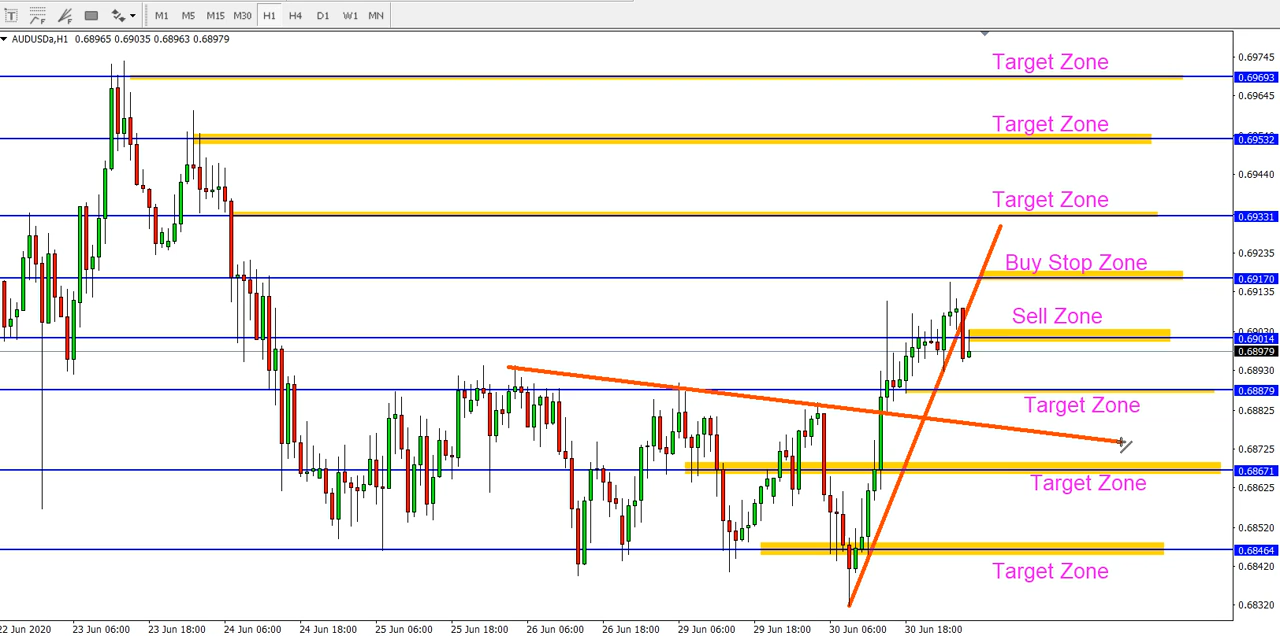 T F F M1 M5 M15 M30 H1 H4 D1 W1 MN
AUDUSDa,H1 0.68965 0.69035 0.68963 0.68979
Target Zone
0.69745
0.69693
0.69645
Target Zone
0.69532
0.69440
Target Zone
0.69331
0.69235
Buy Stop Zone
0.69170
0.69135
Sell Zone
0.69030
0.69014
0.68979
0.68930
0.68879
Target Zone
0.68825
0.68725
0.68671
Target Zone
0.68625
0.68520
0.68464
Target Zone
0.68420
0.68320
22 Jun 2020 23 Jun 06:00 23 Jun 18:00 24 Jun 06:00 24 Jun 18:00 25 Jun 06:00 25 Jun 18:00 26 Jun 06:00 26 Jun 18:00 29 Jun 06:00 29 Jun 18:00 30 Jun 06:00 30 Jun 18:00